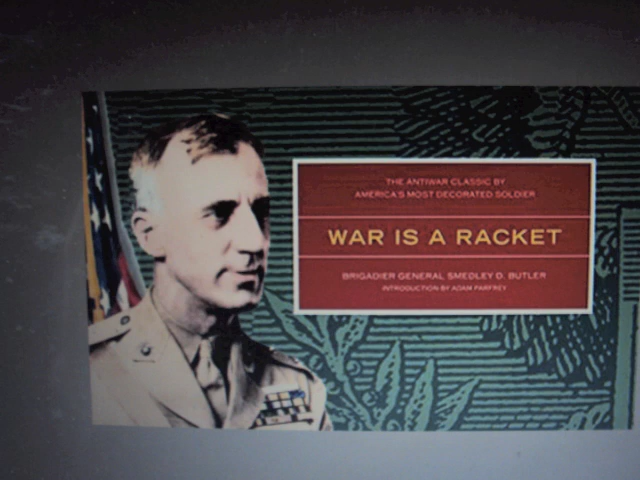 THE ANTIWAR CLASSIC BY
AMERICA'S MOST DECORATED SOLDIER
WAR IS A RACKET
BRIGADIER GENERAL SMEDLEY D. BUTLER
INTRODUCTION BY ADAM PARFREY